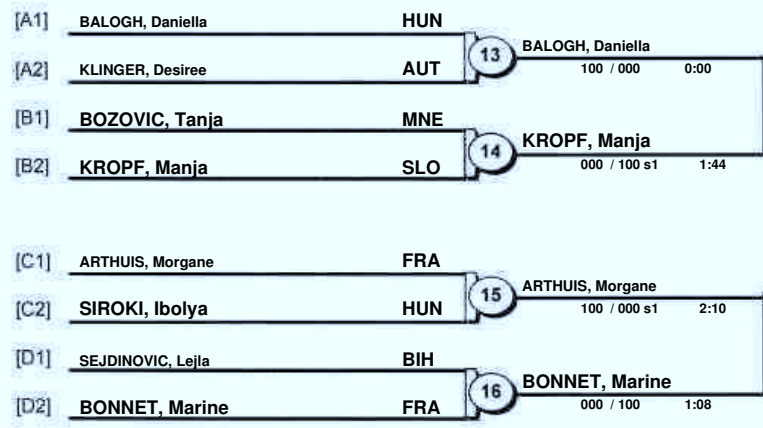 [A1] BALOGH, Daniella HUN
13 BALOGH, Daniella
[A2] KLINGER, Desiree AUT
100 / 000 0:00
[B1] BOZOVIC, Tanja MNE
14 KROPF, Manja
[B2] KROPF, Manja SLO
000 / 100 s1 1:44
[C1] ARTHUIS, Morgane FRA
15 ARTHUIS, Morgane
[C2] SIROKI, Ibolya HUN
100 / 000 s1 2:10
[D1] SEJDINOVIC, Lejla BIH
16 BONNET, Marine
[D2] BONNET, Marine FRA
000 / 100 1:08